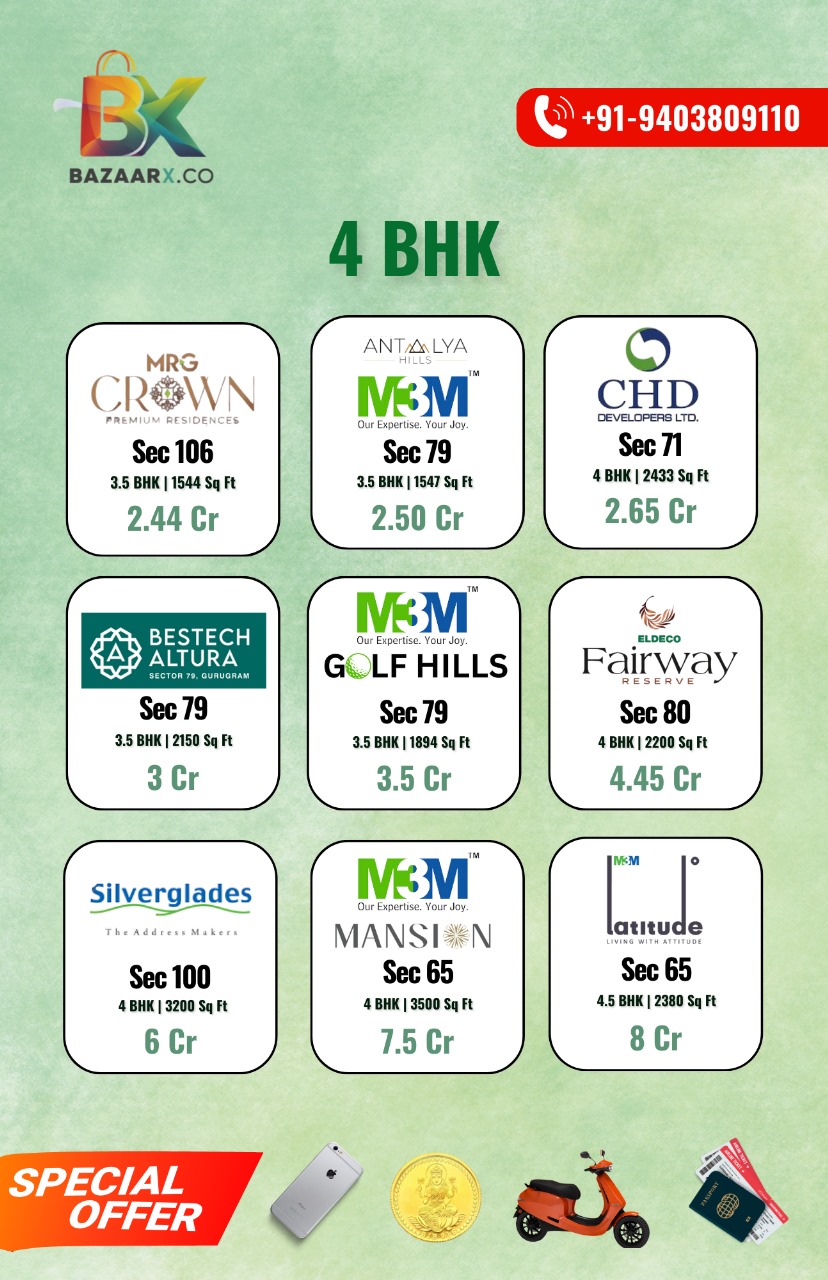 BX
BAZAARX.CO
+91-9403809110
4 BHK
MRG
CROWN
PREMIUM RESIDENCES
Sec 106
3.5 BHK | 1544 Sq Ft
2.44 Cr
ANTALYA
HILLS
M3M™
Our Expertise. Your Joy.
Sec 79
3.5 BHK | 1547 Sq Ft
2.50 Cr
CHD
DEVELOPERS LTD.
Sec 71
4 BHK | 2433 Sq Ft
2.65 Cr
BESTECH
ALTURA
SECTOR 79, GURUGRAM
Sec 79
3.5 BHK | 2150 Sq Ft
3 Cr
M3M™
Our Expertise. Your Joy.
GOLF HILLS
Sec 79
3.5 BHK | 1894 Sq Ft
3.5 Cr
ELDECO
Fairway
RESERVE
Sec 80
4 BHK | 2200 Sq Ft
4.45 Cr
Silverglades
The Address Makers
Sec 100
4 BHK | 3200 Sq Ft
6 Cr
M3M™
Our Expertise. Your Joy.
MANSION
Sec 65
4 BHK | 3500 Sq Ft
7.5 Cr
M3M
Latitude
LIVING WITH ATTITUDE
Sec 65
4.5 BHK | 2380 Sq Ft
8 Cr
SPECIAL
OFFER
PASSPORT